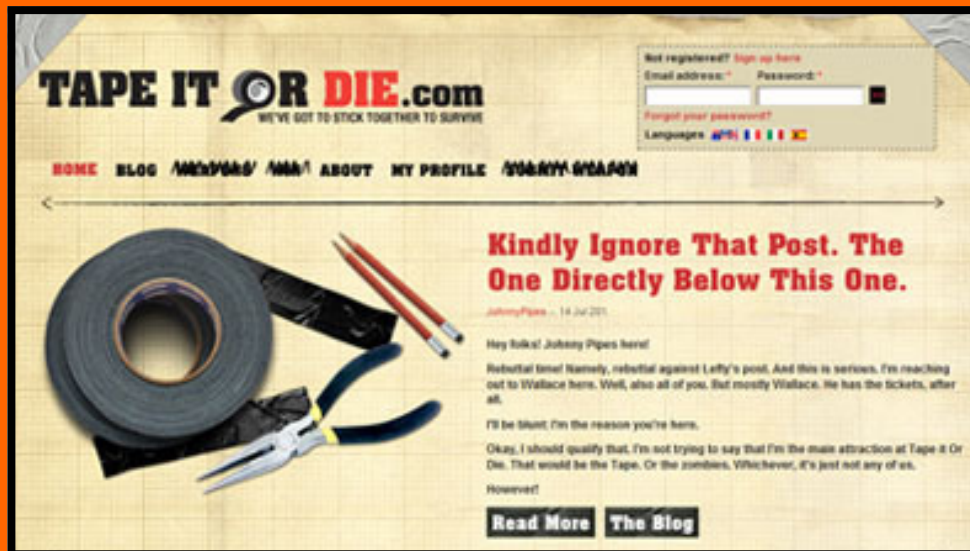 TAPE IT OR DIE.com
WE'VE GOT TO STICK TOGETHER TO SURVIVE
Not registered? Sign up here
Email address:* Password:*
Forgot your password?
Languages
HOME BLOG ABOUT MY PROFILE
Kindly Ignore That Post. The
One Directly Below This One.
JohnnyPipes – 14 Jul 201
Hey folks! Johnny Pipes here!
Rebuttal time! Namely, rebuttal against Lefty's post. And this is serious. I'm reaching
out to Wallace here. Well, also all of you. But mostly Wallace. He has the tickets, after
all.
I'll be blunt: I'm the reason you're here.
Okay, I should qualify that. I'm not trying to say that I'm the main attraction at Tape it Or
Die. That would be the Tape. Or the zombies. Whichever, it's just not any of us.
However!
Read More The Blog